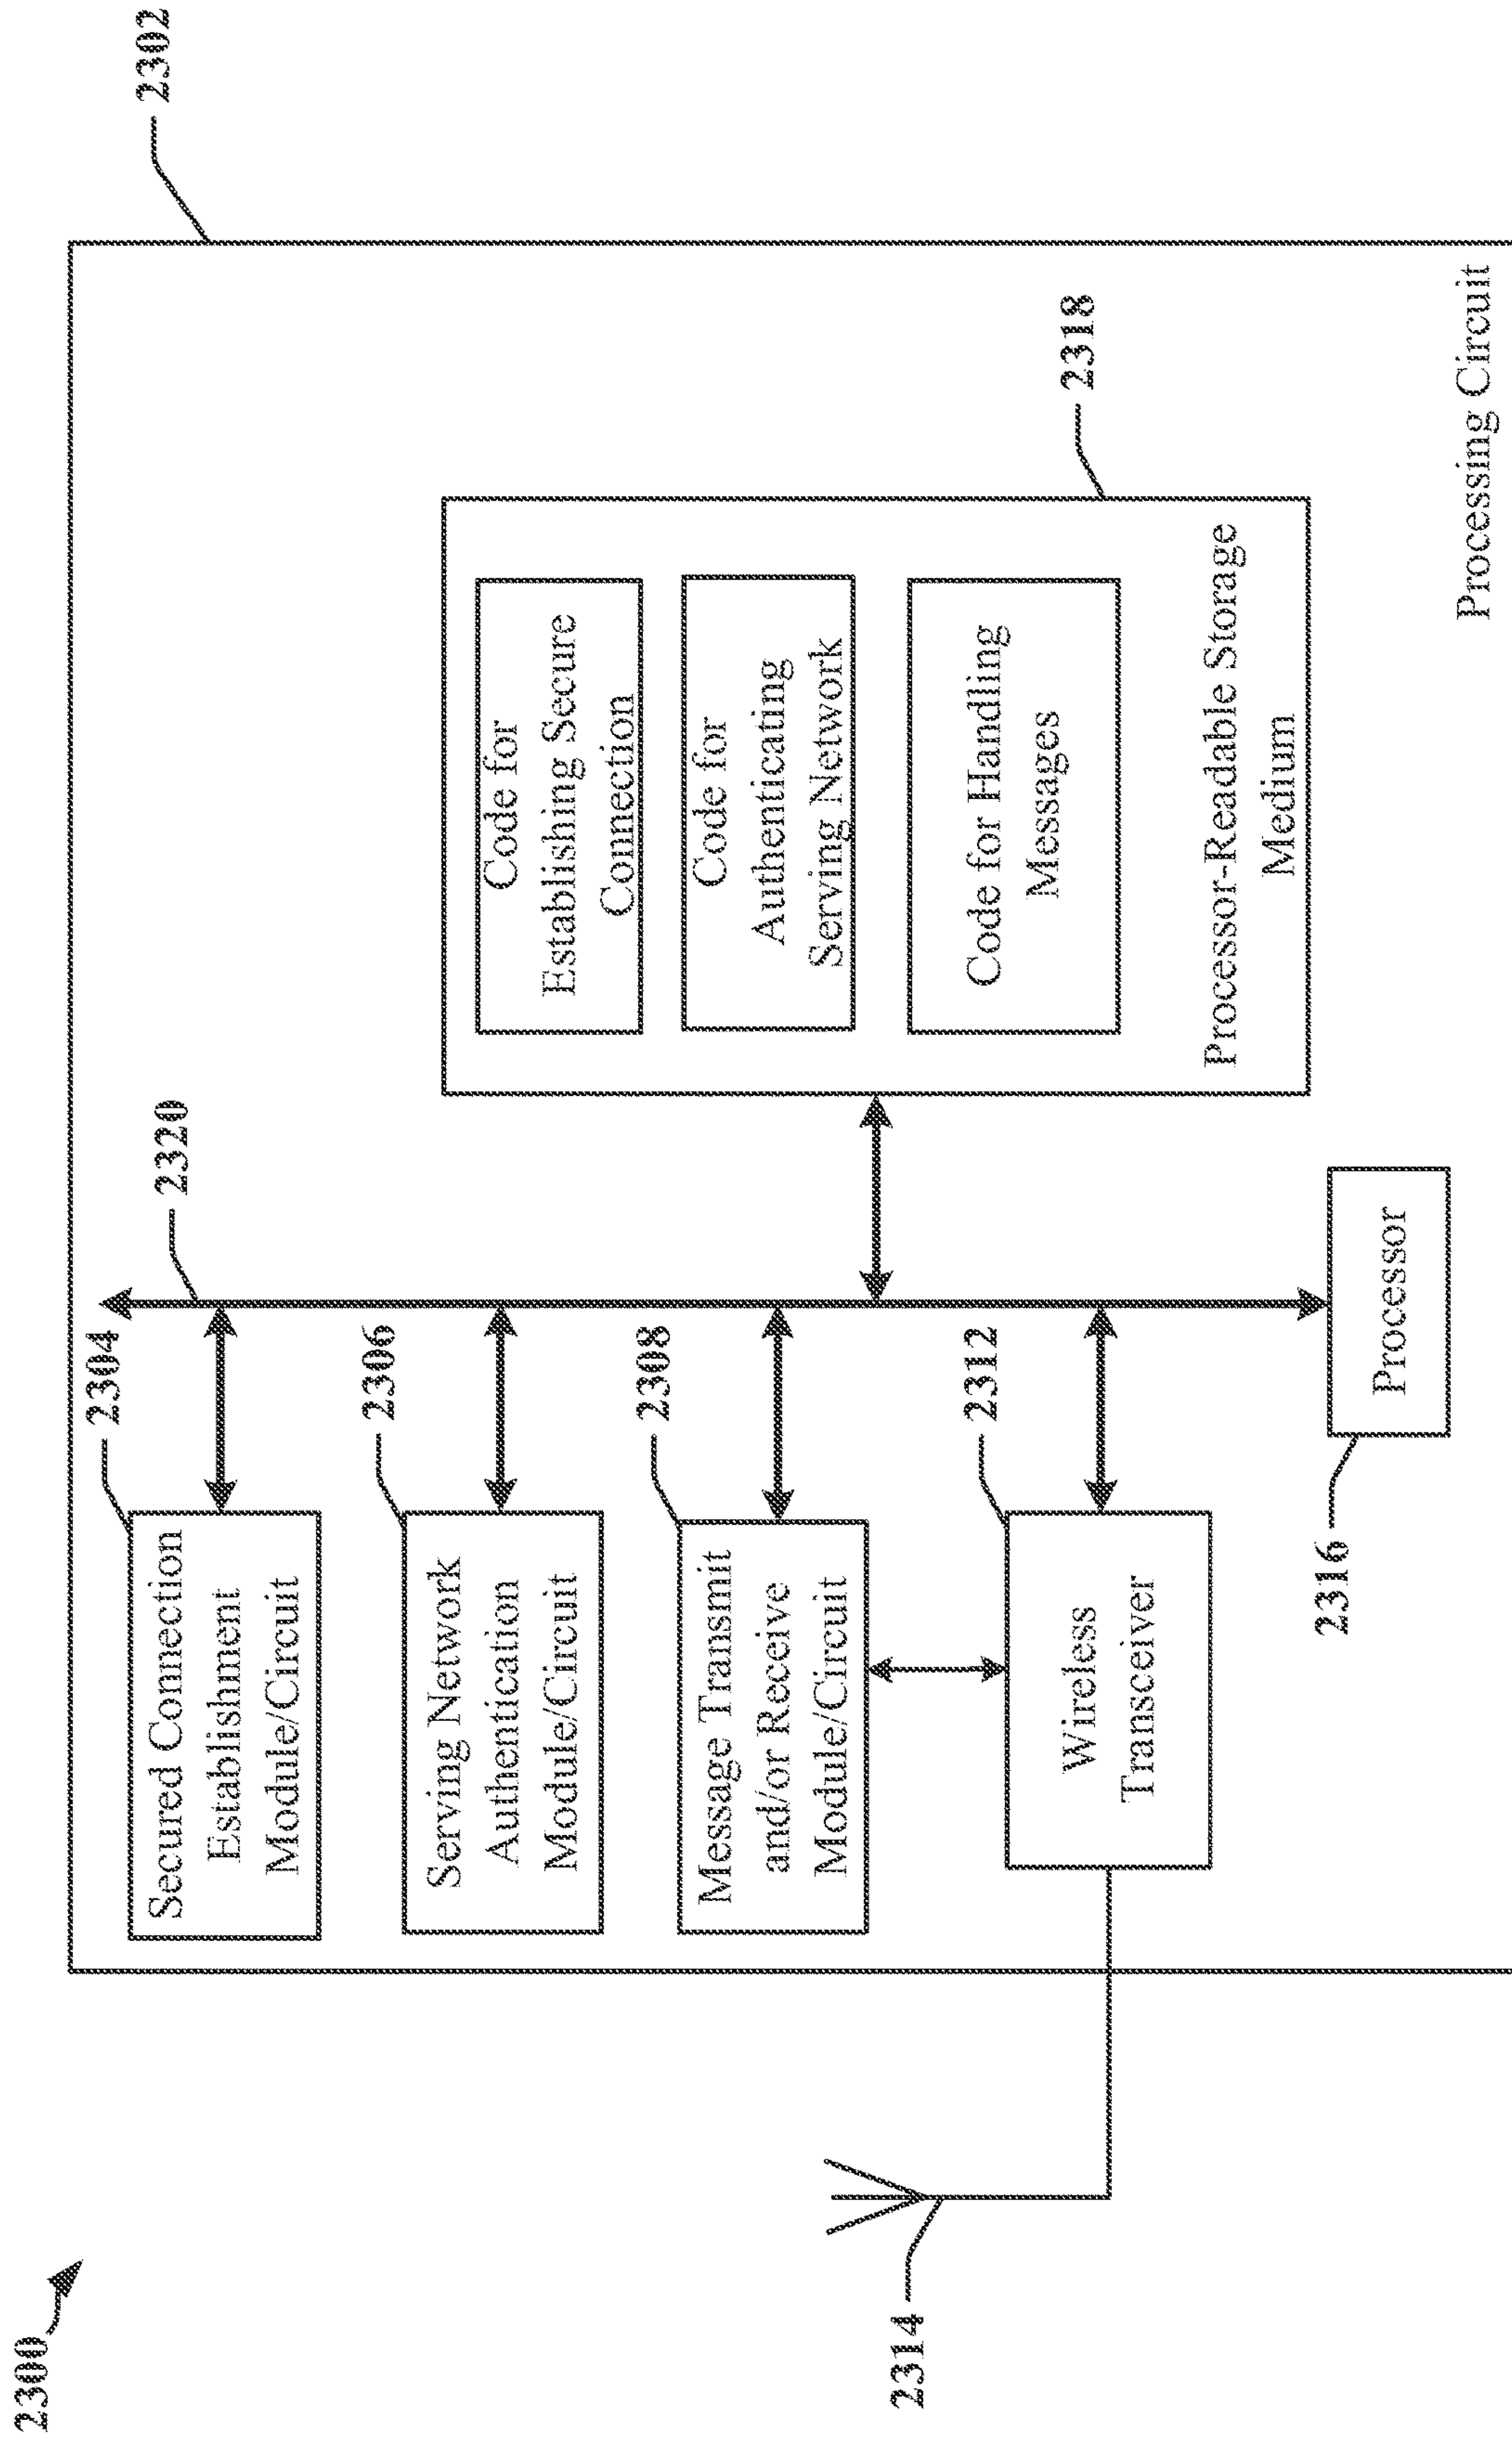 2300
2302
2304
2320
Secured Connection
Establishment
Module/Circuit
2306
Serving Network
Authentication
Module/Circuit
2308
Message Transmit
and/or Receive
Module/Circuit
2312
Wireless
Transceiver
2314
2316
Processor
Code for
Establishing Secure
Connection
Code for
Authenticating
Serving Network
Code for Handling
Messages
Processor-Readable Storage
Medium
2318
Processing Circuit